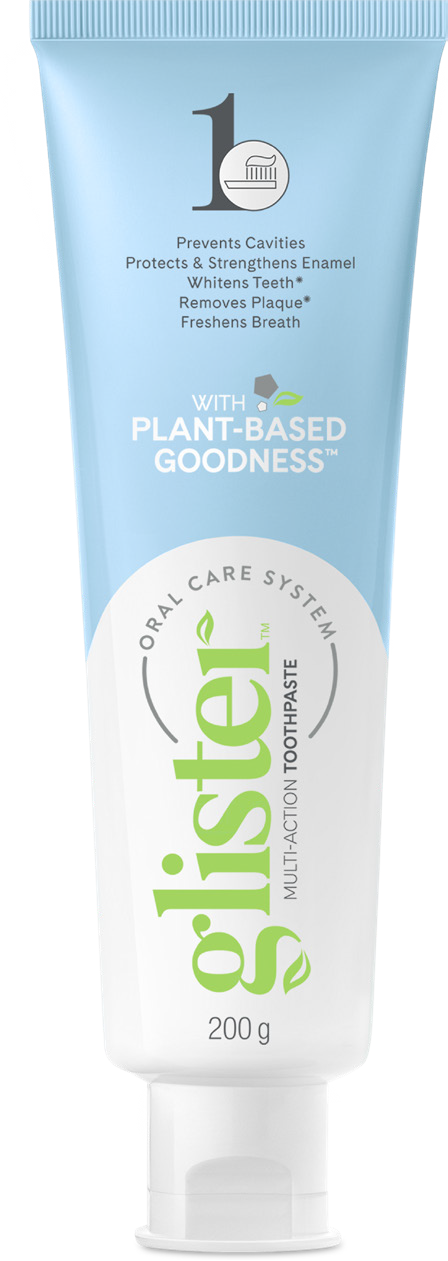 1
Prevents Cavities
Protects & Strengthens Enamel
Whitens Teeth*
Removes Plaque*
Freshens Breath
WITH
PLANT-BASED
GOODNESS™
ORAL CARE SYSTEM
glister™
MULTI-ACTION TOOTHPASTE
200 g